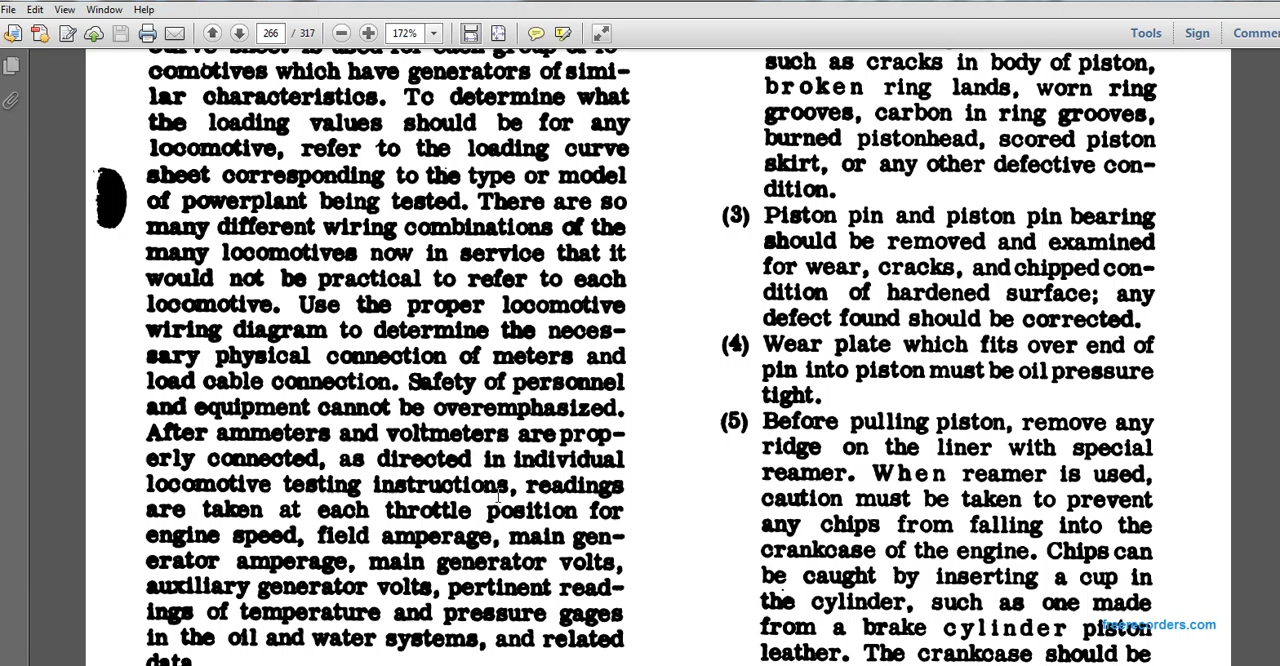 File Edit View Window Help
266 / 317 172% Tools Sign Comme
curve sheet is used for each group of lo-
comotives which have generators of simi-
lar characteristics. To determine what
the loading values should be for any
locomotive, refer to the loading curve
sheet corresponding to the type or model
of powerplant being tested. There are so
many different wiring combinations of the
many locomotives now in service that it
would not be practical to refer to each
locomotive. Use the proper locomotive
wiring diagram to determine the neces-
sary physical connection of meters and
load cable connection. Safety of personnel
and equipment cannot be overemphasized.
After ammeters and voltmeters are prop-
erly connected, as directed in individual
locomotive testing instructions, readings
are taken at each throttle position for
engine speed, field amperage, main gen-
erator amperage, main generator volts,
auxiliary generator volts, pertinent read-
ings of temperature and pressure gages
in the oil and water systems, and related
data
such as cracks in body of piston,
broken ring lands, worn ring
grooves, carbon in ring grooves,
burned pistonhead, scored piston
skirt, or any other defective con-
dition.
(3) Piston pin and piston pin bearing
should be removed and examined
for wear, cracks, and chipped con-
dition of hardened surface; any
defect found should be corrected.
(4) Wear plate which fits over end of
pin into piston must be oil pressure
tight.
(5) Before pulling piston, remove any
ridge on the liner with special
reamer. When reamer is used,
caution must be taken to prevent
any chips from falling into the
crankcase of the engine. Chips can
be caught by inserting a cup in
the cylinder, such as one made
from a brake cylinder piston
leather. The crankcase should be
freerecorders.com